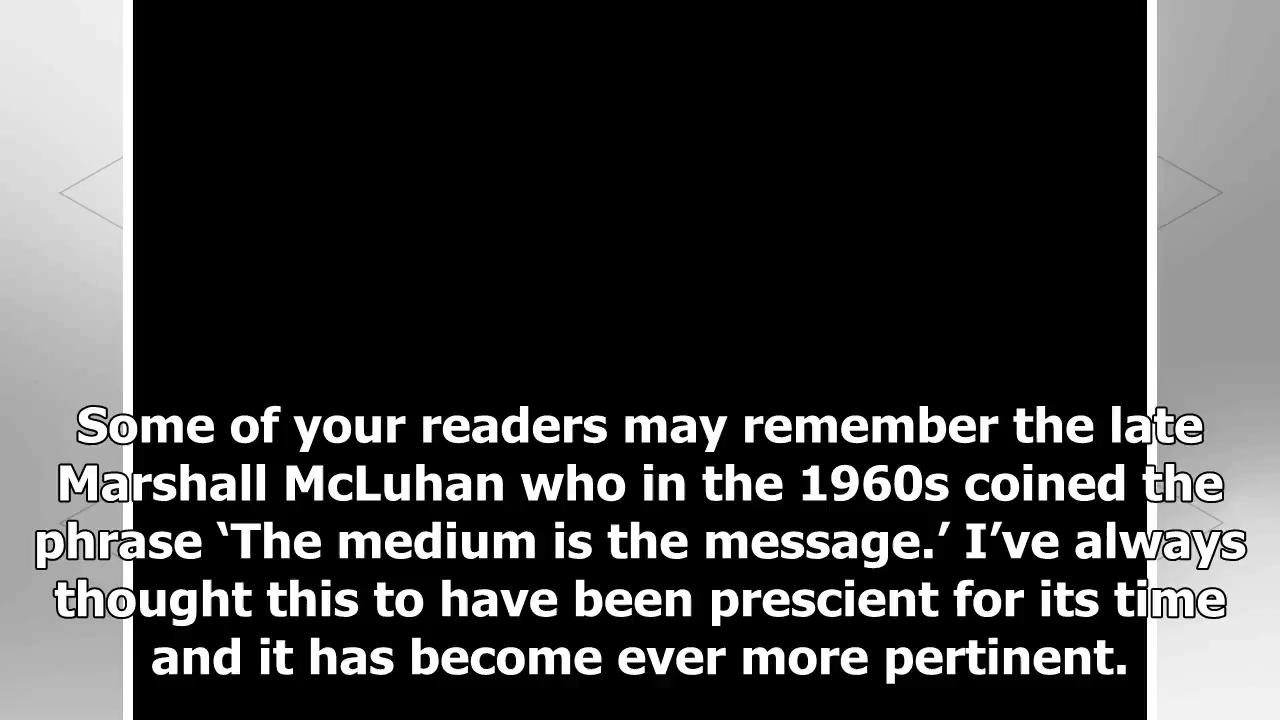 Some of your readers may remember the late
Marshall McLuhan who in the 1960s coined the
phrase ‘The medium is the message.’ I’ve always
thought this to have been prescient for its time
and it has become ever more pertinent.